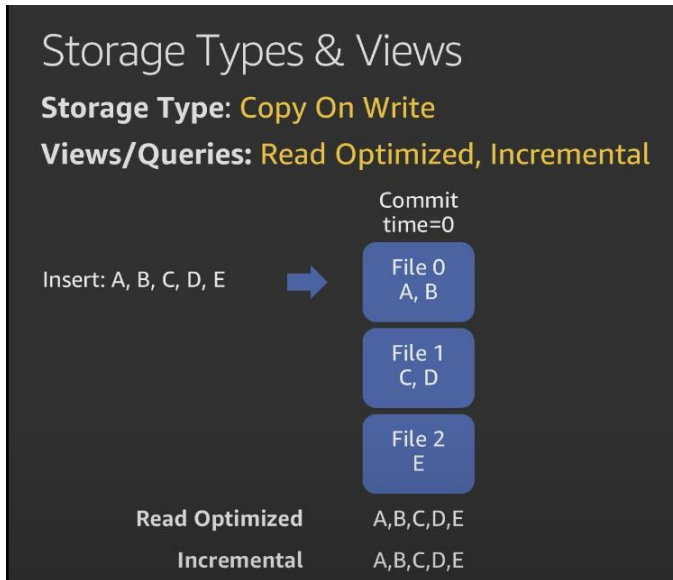 Storage Types & Views
Storage Type: Copy On Write
Views/Queries: Read Optimized, Incremental
Commit
time=0
Insert: A, B, C, D, E
File 0
A, B
File 1
C, D
File 2
E
Read Optimized A,B,C,D,E
Incremental A,B,C,D,E